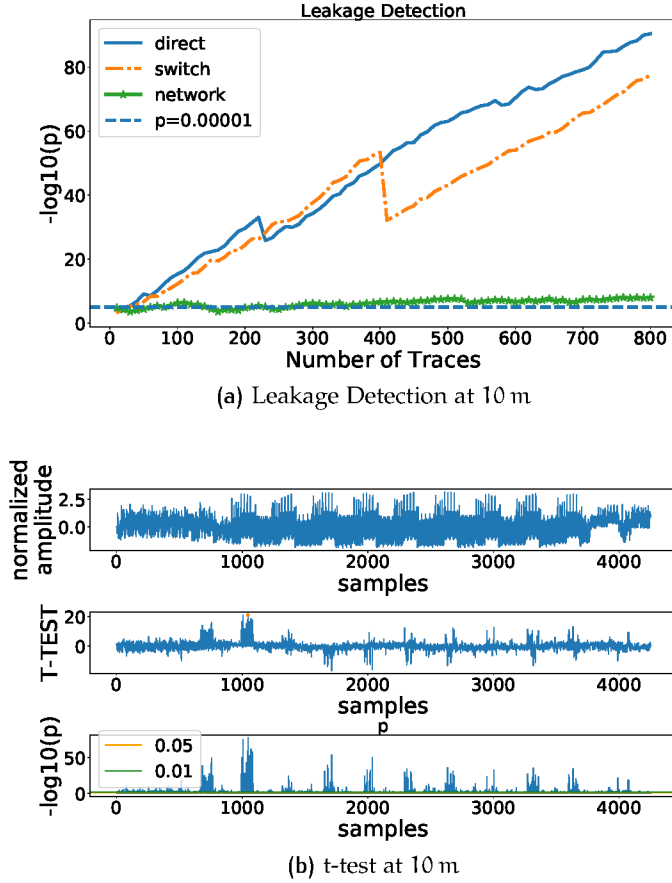 Leakage Detection
direct
switch
network
p=0.00001
-log10(p)
80
60
40
20
0
0 100 200 300 400 500 600 700 800
Number of Traces
(a) Leakage Detection at 10 m
normalized
amplitude
2.5
0.0
0 1000 2000 3000 4000
samples
T-TEST
20
0
0 1000 2000 3000 4000
samples
p
-log10(p)
50
0
0.05
0.01
0 1000 2000 3000 4000
samples
(b) t-test at 10 m